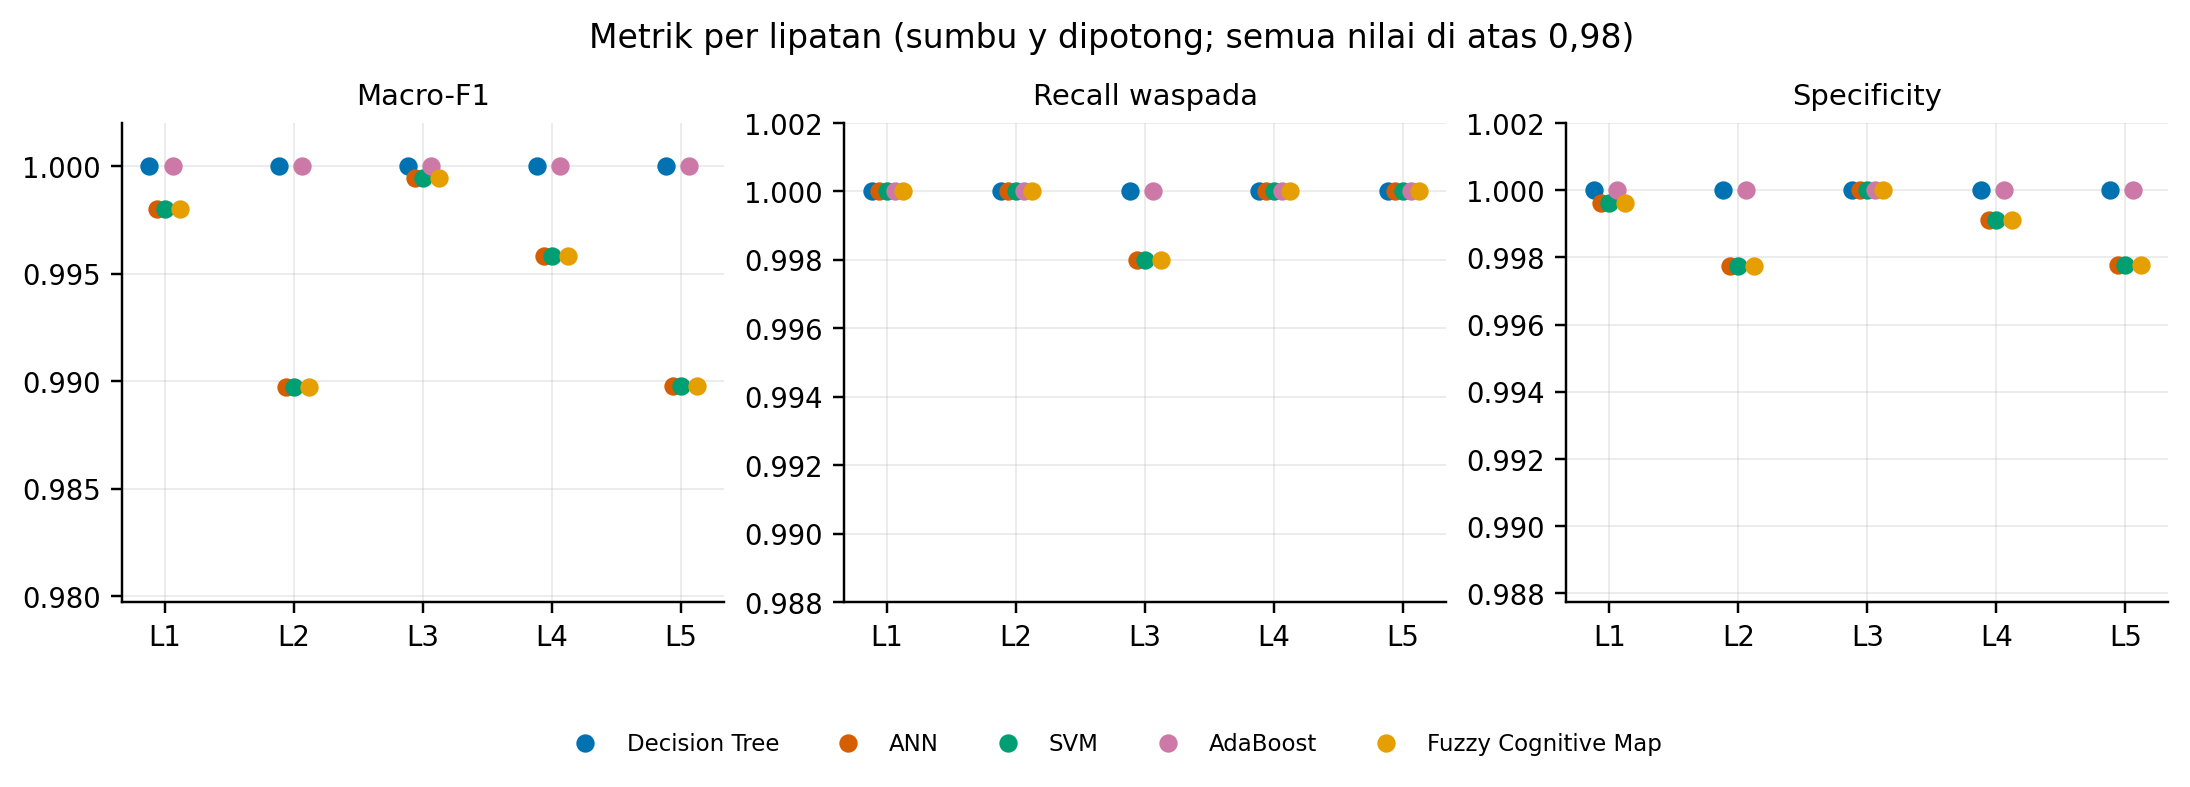 Metrik per lipatan (sumbu y dipotong; semua nilai di atas 0,98)
Macro-F1
1.000
0.995
0.990
0.985
0.980
L1 L2 L3 L4 L5
Recall waspada
1.002
1.000
0.998
0.996
0.994
0.992
0.990
0.988
L1 L2 L3 L4 L5
Specificity
1.002
1.000
0.998
0.996
0.994
0.992
0.990
0.988
L1 L2 L3 L4 L5
Decision Tree ANN SVM AdaBoost Fuzzy Cognitive Map